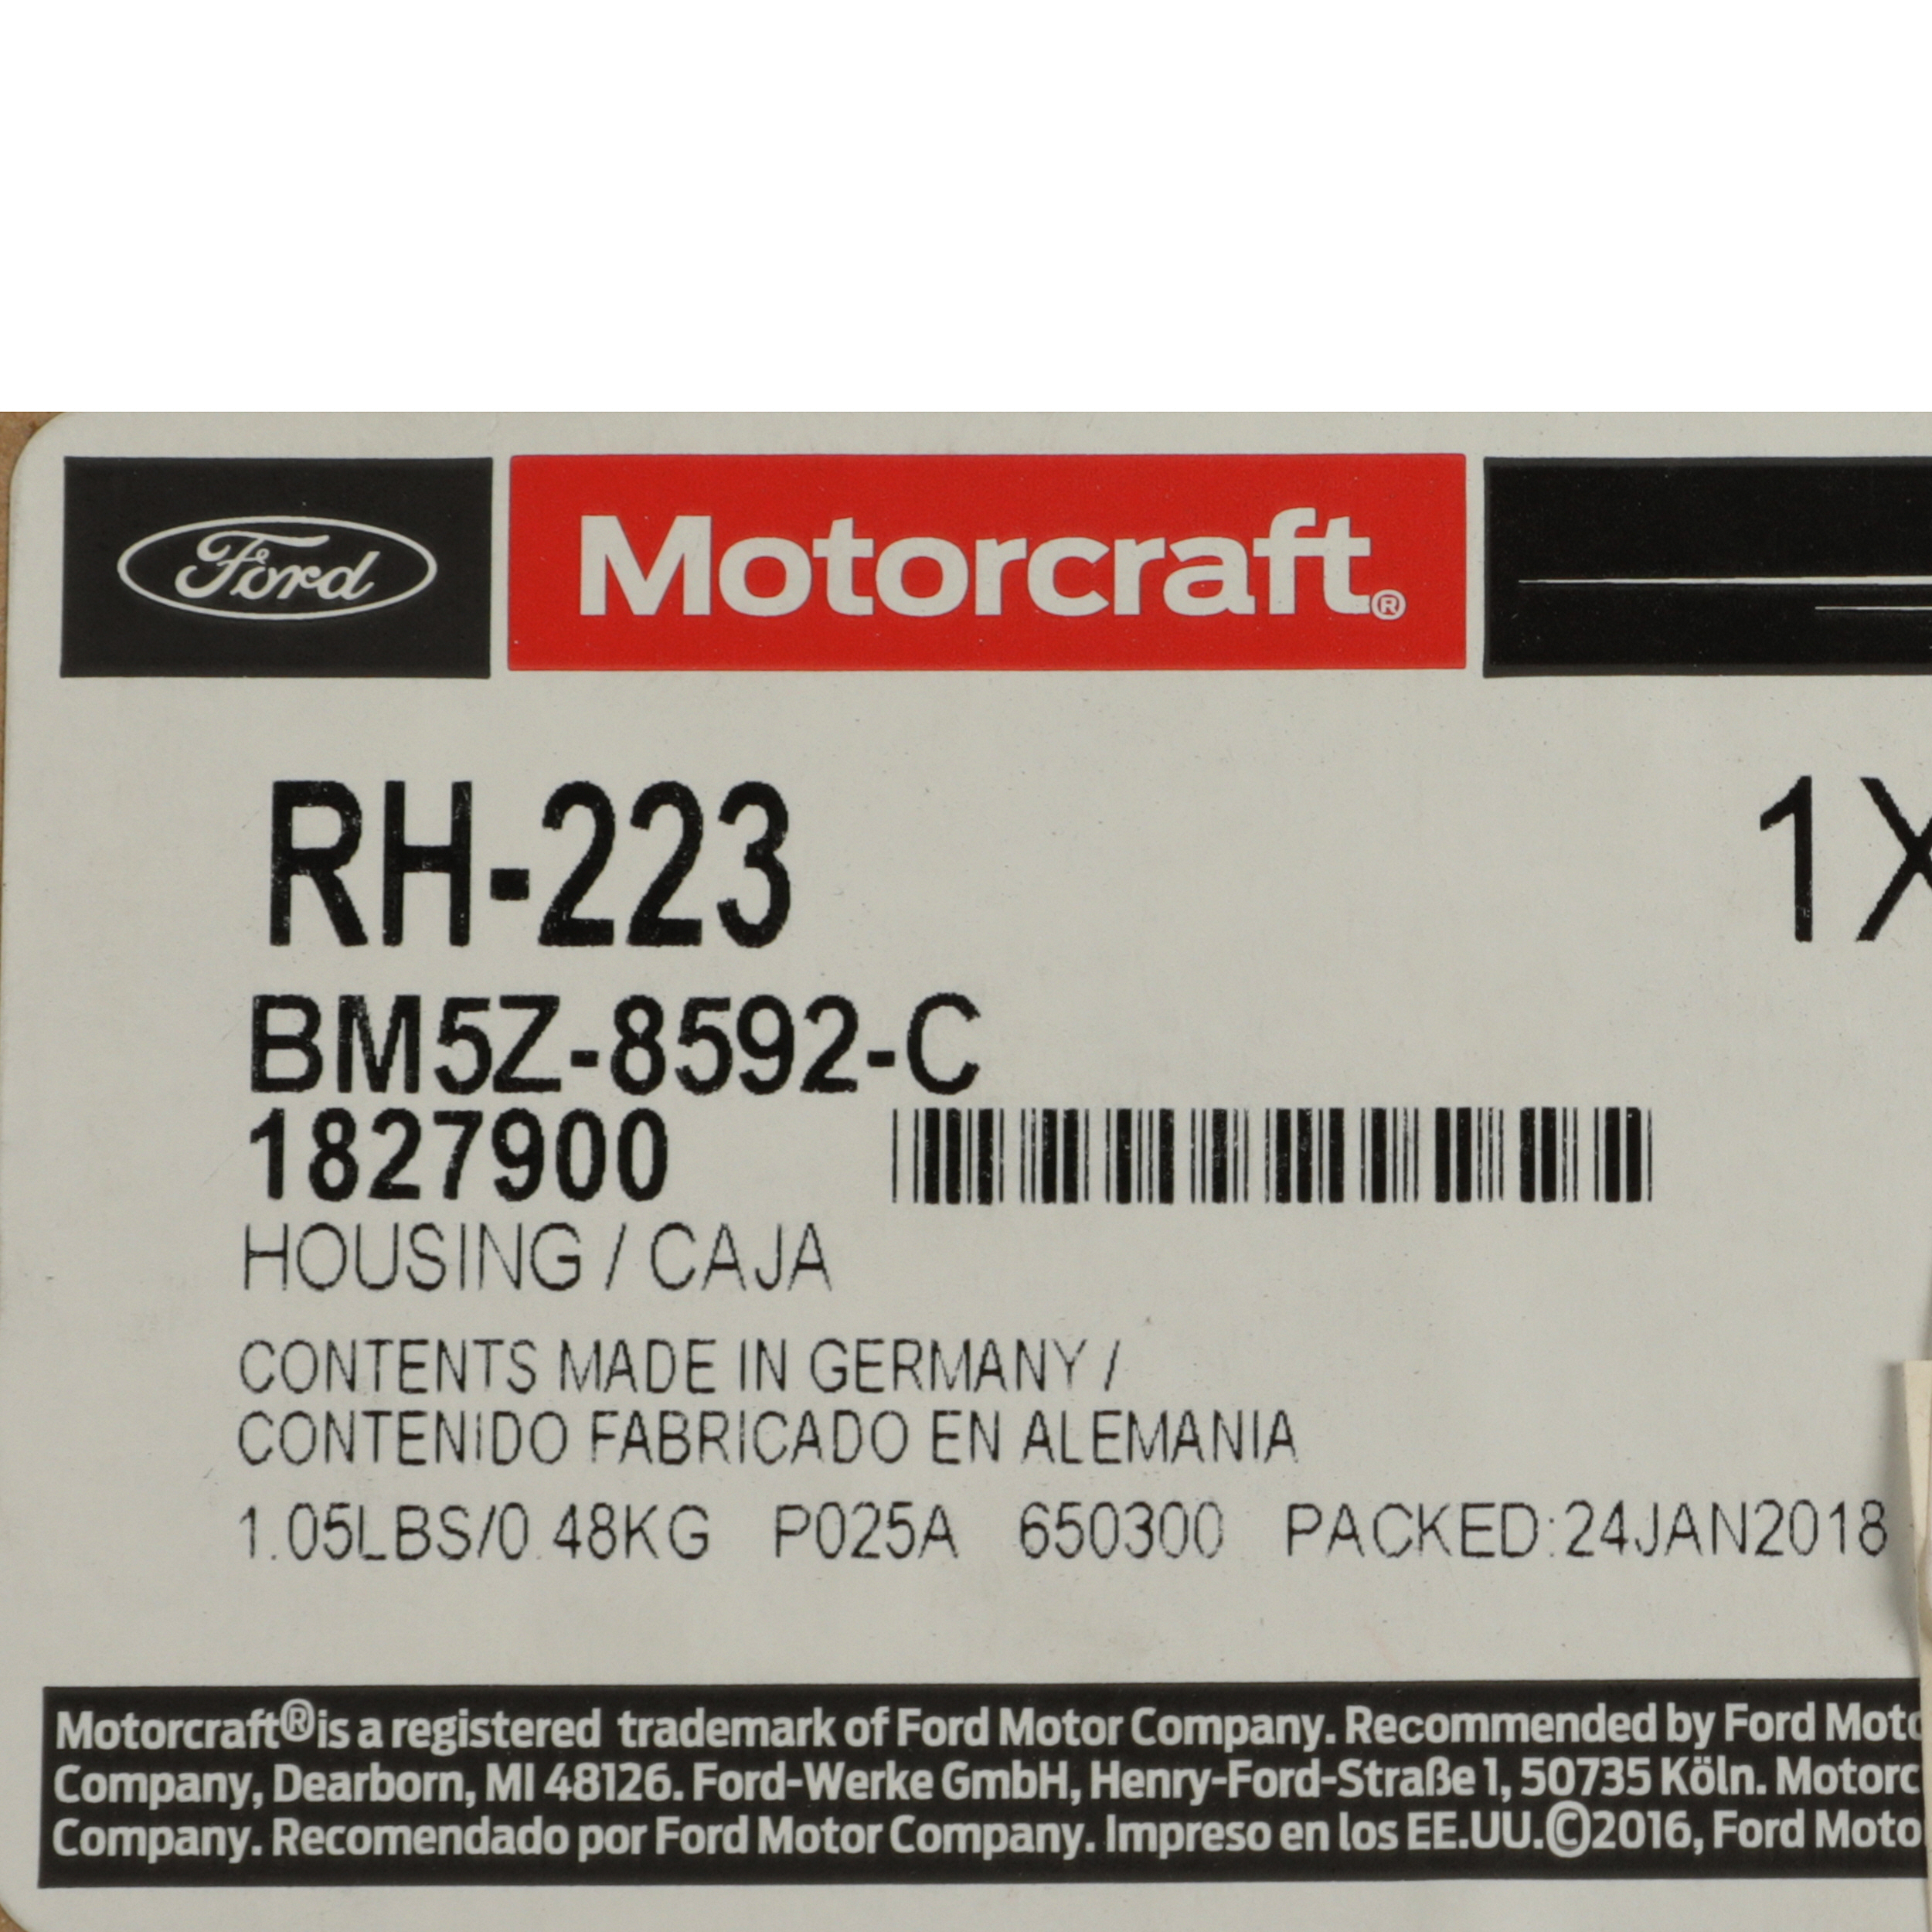 Ford Motorcraft®
RH-223 1X
BM5Z-8592-C
1827900
HOUSING / CAJA
CONTENTS MADE IN GERMANY /
CONTENIDO FABRICADO EN ALEMANIA
1.05LBS/0.48KG P025A 650300 PACKED:24JAN2018
Motorcraft® is a registered trademark of Ford Motor Company. Recommended by Ford
Company, Dearborn, MI 48126. Ford-Werke GmbH, Henry-Ford-Straße 1, 50735 Köln.
Company. Recomendado por Ford Motor Company. Impreso en los EE.UU.©2016, Ford